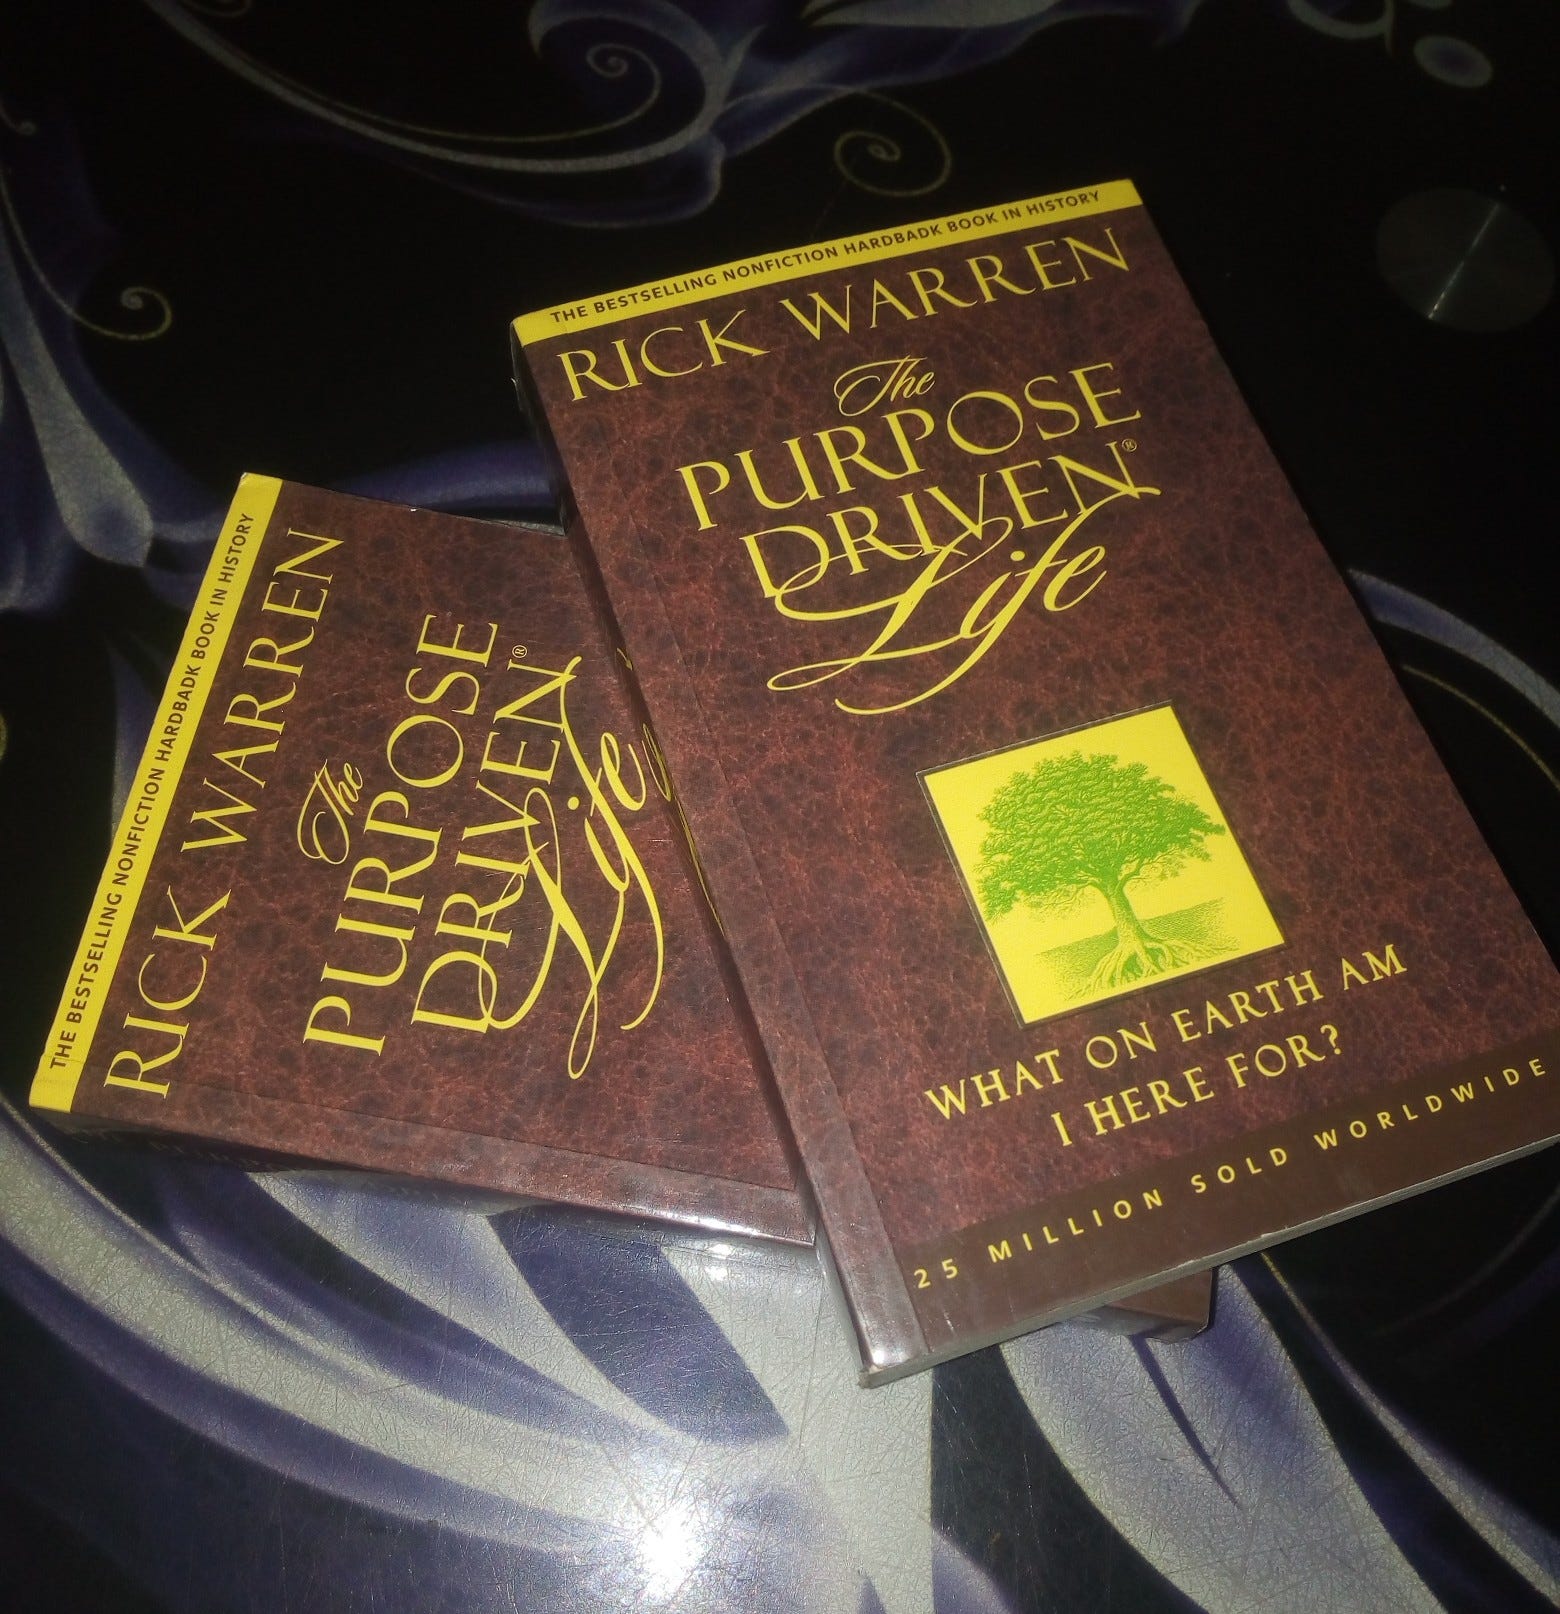 THE BESTSELLING NONFICTION HARDBADK BOOK IN HISTORY
RICK WARREN
The
PURPOSE
DRIVEN®
Life
WHAT ON EARTH AM
I HERE FOR?
25 MILLION SOLD WORLDWIDE
THE BESTSELLING NONFICTION HARDBADK BOOK IN HISTORY
RICK WARREN
The
PURPOSE
DRIVEN®
Life